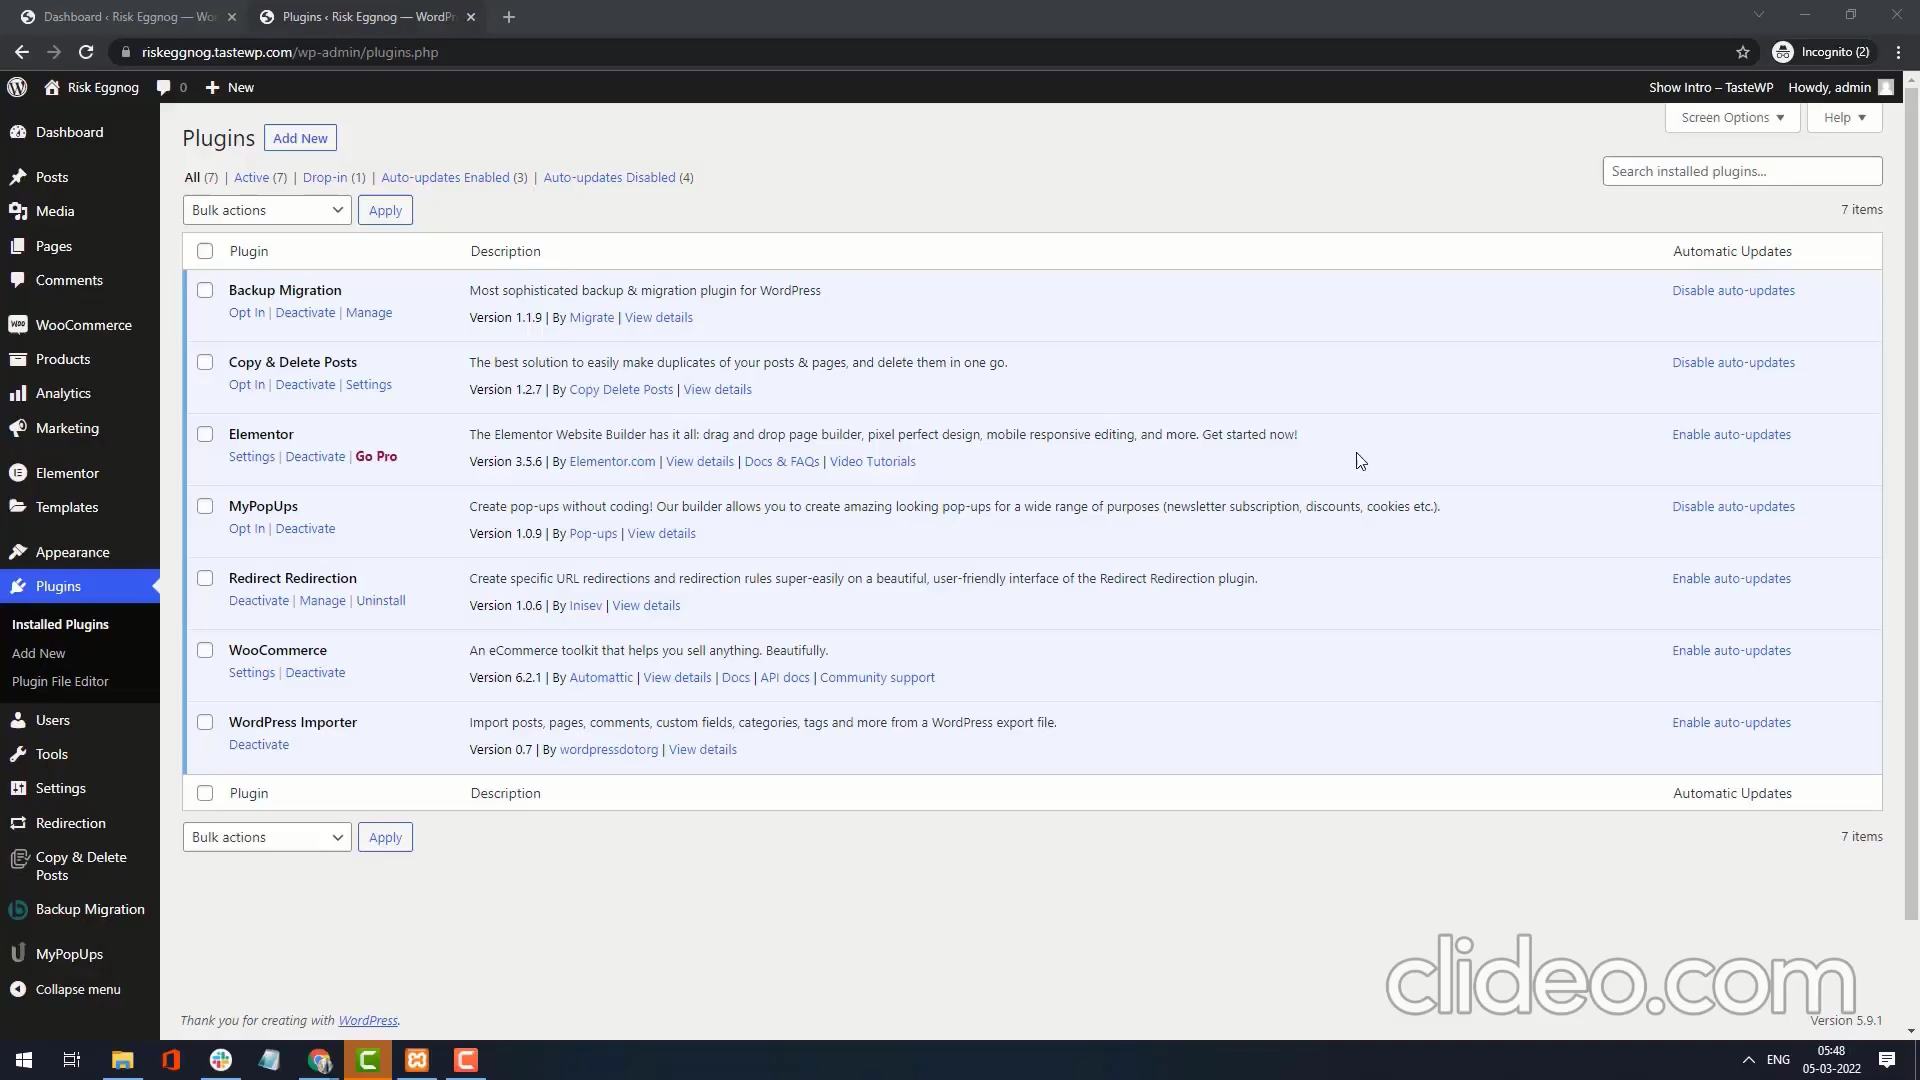 Dashboard ‹ Risk Eggnog — Wo
Plugins ‹ Risk Eggnog — WordPr
riskeggnog.tastewp.com/wp-admin/plugins.php
Incognito (2)
Risk Eggnog
0
New
Show Intro – TasteWP
Howdy, admin
Dashboard
Posts
Media
Pages
Comments
WooCommerce
Products
Analytics
Marketing
Elementor
Templates
Appearance
Plugins
Installed Plugins
Add New
Plugin File Editor
Users
Tools
Settings
Redirection
Copy & Delete
Posts
Backup Migration
MyPopUps
Collapse menu
Plugins
Add New
Screen Options
Help
All (7) | Active (7) | Drop-in (1) | Auto-updates Enabled (3) | Auto-updates Disabled (4)
Search installed plugins...
Bulk actions
Apply
7 items
Plugin
Description
Automatic Updates
Backup Migration
Opt In | Deactivate | Manage
Most sophisticated backup & migration plugin for WordPress
Version 1.1.9 | By Migrate | View details
Disable auto-updates
Copy & Delete Posts
Opt In | Deactivate | Settings
The best solution to easily make duplicates of your posts & pages, and delete them in one go.
Version 1.2.7 | By Copy Delete Posts | View details
Disable auto-updates
Elementor
Settings | Deactivate | Go Pro
The Elementor Website Builder has it all: drag and drop page builder, pixel perfect design, mobile responsive editing, and more. Get started now!
Version 3.5.6 | By Elementor.com | View details | Docs & FAQs | Video Tutorials
Enable auto-updates
MyPopUps
Opt In | Deactivate
Create pop-ups without coding! Our builder allows you to create amazing looking pop-ups for a wide range of purposes (newsletter subscription, discounts, cookies etc.).
Version 1.0.9 | By Pop-ups | View details
Disable auto-updates
Redirect Redirection
Deactivate | Manage | Uninstall
Create specific URL redirections and redirection rules super-easily on a beautiful, user-friendly interface of the Redirect Redirection plugin.
Version 1.0.6 | By Inisev | View details
Enable auto-updates
WooCommerce
Settings | Deactivate
An eCommerce toolkit that helps you sell anything. Beautifully.
Version 6.2.1 | By Automattic | View details | Docs | API docs | Community support
Enable auto-updates
WordPress Importer
Deactivate
Import posts, pages, comments, custom fields, categories, tags and more from a WordPress export file.
Version 0.7 | By wordpressdotorg | View details
Enable auto-updates
Plugin
Description
Automatic Updates
Bulk actions
Apply
7 items
clideo.com
Thank you for creating with WordPress.
Version 5.9.1
ENG
05:48
05-03-2022